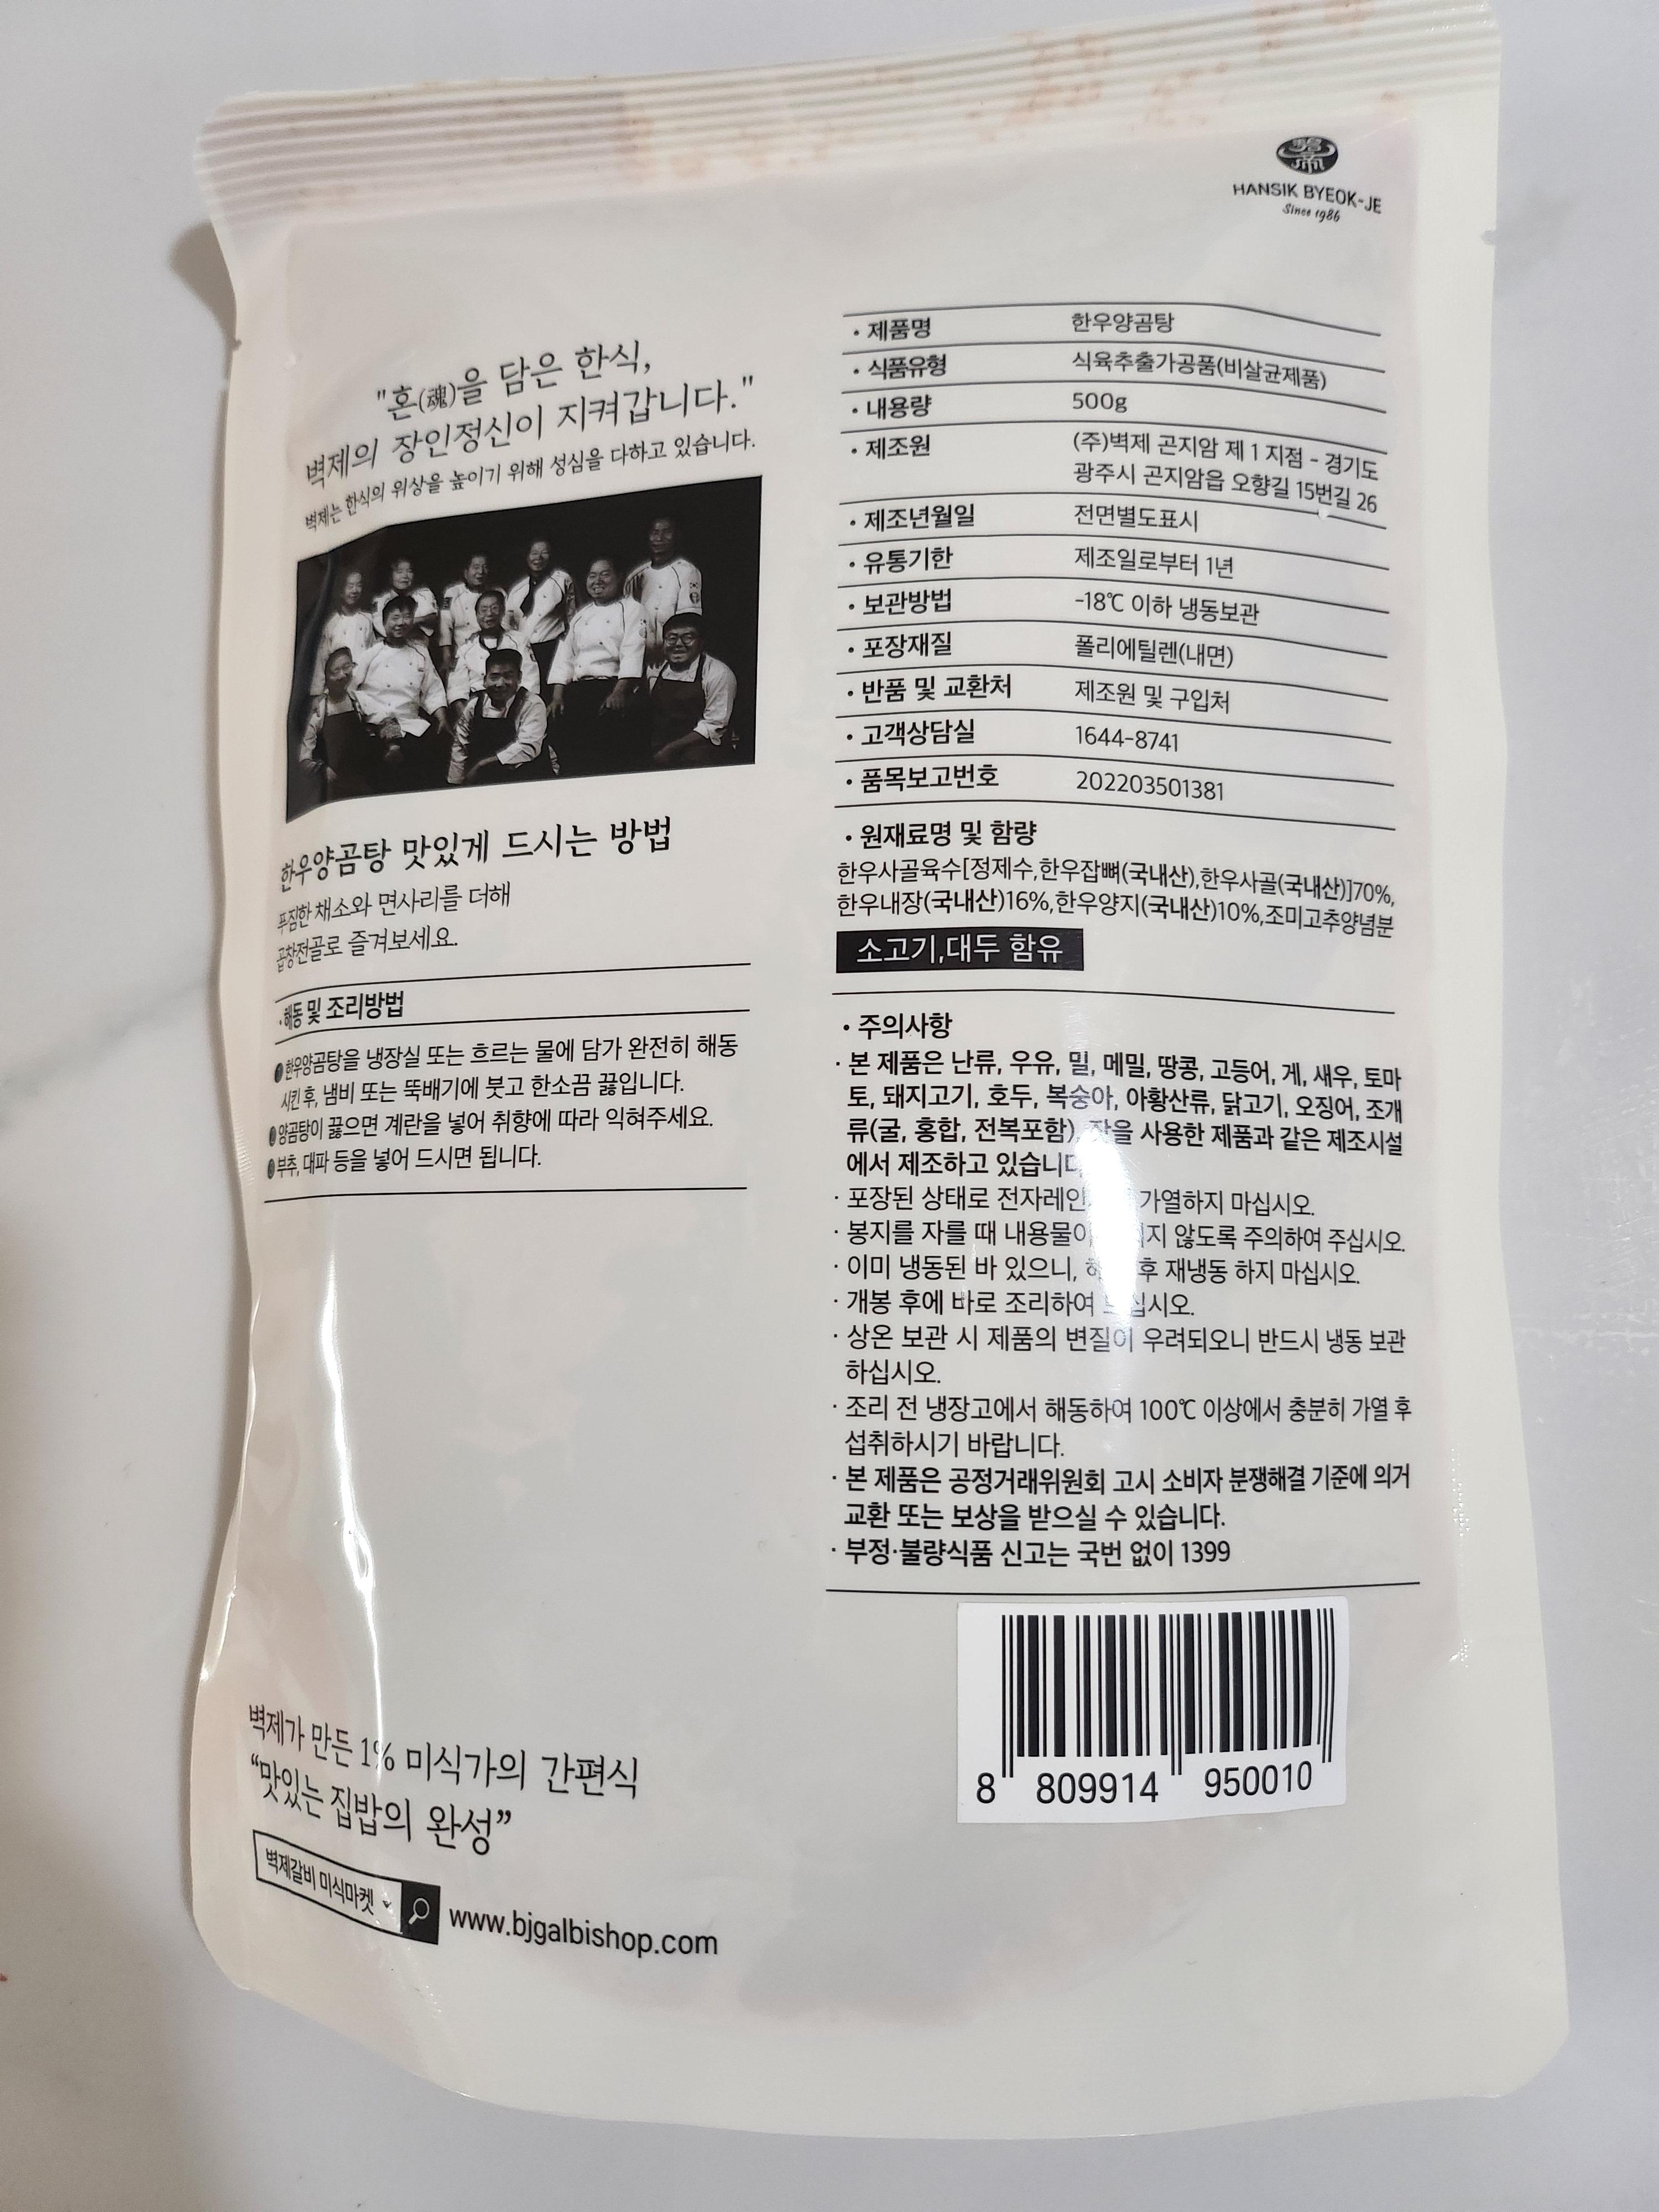 HANSIK BYEOK-JE
Since 1986
"혼(魂)을 담은 한식,
벽제의 장인정신이 지켜갑니다."
벽제는 한식의 위상을 높이기 위해 성심을 다하고 있습니다.
한우양곰탕 맛있게 드시는 방법
푸짐한 채소와 면사리를 더해
곱창전골로 즐겨보세요.
·해동 및 조리방법
한우양곰탕을 냉장실 또는 흐르는 물에 담가 완전히 해동
시킨 후, 냄비 또는 뚝배기에 붓고 한소끔 끓입니다.
양곰탕이 끓으면 계란을 넣어 취향에 따라 익혀주세요.
부추, 대파 등을 넣어 드시면 됩니다.
벽제가 만든 1% 미식가의 간편식
“맛있는 집밥의 완성”
벽제갈비 미식마켓
www.bjgalbishop.com
• 제품명 한우양곰탕
• 식품유형 식육추출가공품(비살균제품)
• 내용량 500g
• 제조원 (주)벽제 곤지암 제 1 지점 - 경기도
광주시 곤지암읍 오향길 15번길 26
• 제조년월일 전면별도표시
• 유통기한 제조일로부터 1년
• 보관방법 -18℃ 이하 냉동보관
• 포장재질 폴리에틸렌(내면)
• 반품 및 교환처 제조원 및 구입처
• 고객상담실 1644-8741
• 품목보고번호 202203501381
• 원재료명 및 함량
한우사골육수[정제수,한우잡뼈(국내산),한우사골(국내산)]70%,
한우내장(국내산)16%,한우양지(국내산)10%,조미고추양념분
소고기,대두 함유
• 주의사항
· 본 제품은 난류, 우유, 밀, 메밀, 땅콩, 고등어, 게, 새우, 토마
토, 돼지고기, 호두, 복숭아, 아황산류, 닭고기, 오징어, 조개
류(굴, 홍합, 전복포함), 잣을 사용한 제품과 같은 제조시설
에서 제조하고 있습니다
· 포장된 상태로 가열하지 마십시오.
· 봉지를 자를 때 내용물이 않도록 주의하여 주십시오.
· 이미 냉동된 바 있으니, 후 재냉동 하지 마십시오.
· 개봉 후에 바로 조리하여
· 상온 보관 시 제품의 변질이 우려되오니 반드시 냉동 보관
하십시오.
· 조리 전 냉장고에서 해동하여 100℃ 이상에서 충분히 가열 후
섭취하시기 바랍니다.
· 본 제품은 공정거래위원회 고시 소비자 분쟁해결 기준에 의거
교환 또는 보상을 받으실 수 있습니다.
· 부정·불량식품 신고는 국번 없이 1399
8 809914 950010